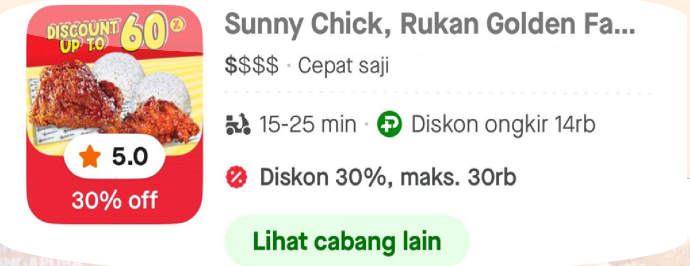 DISCOUNT
UP TO 60%
5.0
30% off
Sunny Chick, Rukan Golden Fa...
$$$$ · Cepat saji
15-25 min · Diskon ongkir 14rb
Diskon 30%, maks. 30rb
Lihat cabang lain